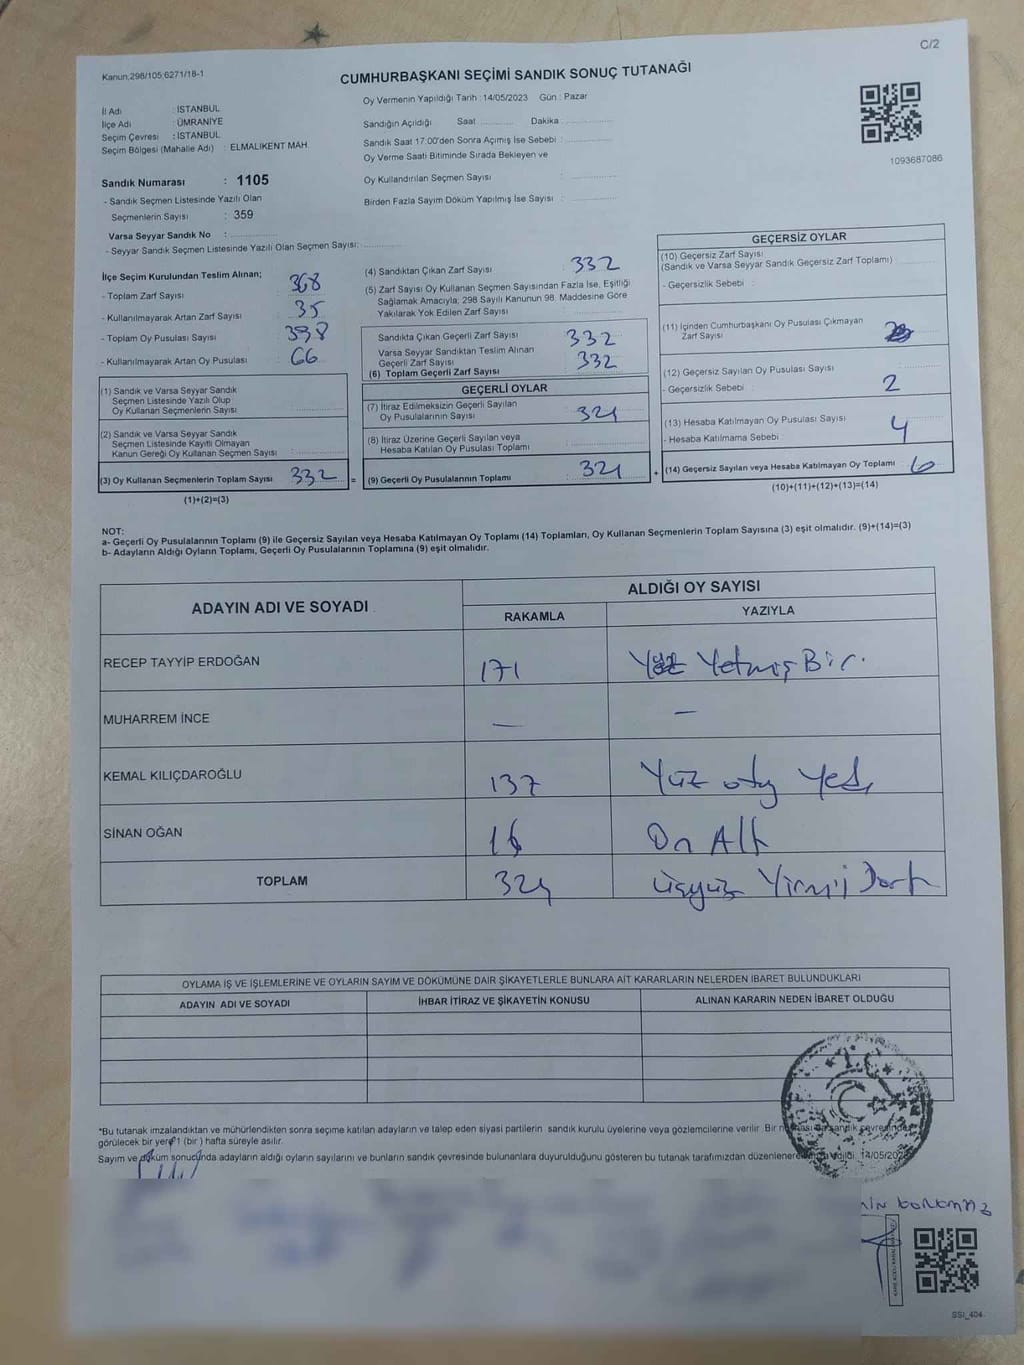 C/2
Kanun;298/105;6271/18-1
CUMHURBAŞKANI SEÇİMİ SANDIK SONUÇ TUTANAĞI
İl Adı : İSTANBUL
İlçe Adı : ÜMRANİYE
Seçim Çevresi : İSTANBUL
Seçim Bölgesi (Mahalle Adı) : ELMALIKENT MAH.
Oy Vermenin Yapıldığı Tarih : 14/05/2023 Gün : Pazar
Sandığın Açıldığı Saat Dakika
Sandık Saat 17:00'den Sonra Açımış İse Sebebi :
Oy Verme Saati Bitiminde Sırada Bekleyen ve
Oy Kullandırılan Seçmen Sayısı :
Birden Fazla Sayım Döküm Yapılmış İse Sayısı :
1093687086
Sandık Numarası : 1105
- Sandık Seçmen Listesinde Yazılı Olan
Seçmenlerin Sayısı : 359
Varsa Seyyar Sandık No :
- Seyyar Sandık Seçmen Listesinde Yazılı Olan Seçmen Sayısı:
İlçe Seçim Kurulundan Teslim Alınan;
- Toplam Zarf Sayısı : 368
- Kullanılmayarak Artan Zarf Sayısı : 35
- Toplam Oy Pusulası Sayısı : 398
- Kullanılmayarak Artan Oy Pusulası : 66
(1) Sandık ve Varsa Seyyar Sandık
Seçmen Listesinde Yazılı Olup
Oy Kullanan Seçmenlerin Sayısı :
(2) Sandık ve Varsa Seyyar Sandık
Seçmen Listesinde Kayıtlı Olmayan
Kanun Gereği Oy Kullanan Seçmen Sayısı :
(3) Oy Kullanan Seçmenlerin Toplam Sayısı : 332 =
(1)+(2)=(3)
(4) Sandıktan Çıkan Zarf Sayısı : 332
(5) Zarf Sayısı Oy Kullanan Seçmen Sayısından Fazla İse, Eşitliği
Sağlamak Amacıyla; 298 Sayılı Kanunun 98. Maddesine Göre
Yakılarak Yok Edilen Zarf Sayısı :
Sandıkta Çıkan Geçerli Zarf Sayısı : 332
Varsa Seyyar Sandıktan Teslim Alınan
Geçerli Zarf Sayısı
(6) Toplam Geçerli Zarf Sayısı : 332
GEÇERLİ OYLAR
(7) İtiraz Edilmeksizin Geçerli Sayılan
Oy Pusulalarının Sayısı : 324
(8) İtiraz Üzerine Geçerli Sayılan veya
Hesaba Katılan Oy Pusulası Toplamı :
(9) Geçerli Oy Pusulalarının Toplamı : 324 +
GEÇERSİZ OYLAR
(10) Geçersiz Zarf Sayısı
(Sandık ve Varsa Seyyar Sandık Geçersiz Zarf Toplamı) :
- Geçersizlik Sebebi :
(11) İçinden Cumhurbaşkanı Oy Pusulası Çıkmayan
Zarf Sayısı :
(12) Geçersiz Sayılan Oy Pusulası Sayısı :
- Geçersizlik Sebebi : 2
(13) Hesaba Katılmayan Oy Pusulası Sayısı :
- Hesaba Katılmama Sebebi : 4
(14) Geçersiz Sayılan veya Hesaba Katılmayan Oy Toplamı : 6
(10)+(11)+(12)+(13)=(14)
NOT:
a- Geçerli Oy Pusulalarının Toplamı (9) ile Geçersiz Sayılan veya Hesaba Katılmayan Oy Toplamı (14) Toplamları, Oy Kullanan Seçmenlerin Toplam Sayısına (3) eşit olmalıdır. (9)+(14)=(3)
b- Adayların Aldığı Oyların Toplamı, Geçerli Oy Pusulalarının Toplamına (9) eşit olmalıdır.
ADAYIN ADI VE SOYADI
ALDIĞI OY SAYISI
RAKAMLA YAZIYLA
RECEP TAYYİP ERDOĞAN 171 Yüz Yetmiş Bir.
MUHARREM İNCE — —
KEMAL KILIÇDAROĞLU 137 Yüz otuz Yedi
SİNAN OĞAN 16 On Altı
TOPLAM 324 üçyüz Yirmi Dört
OYLAMA İŞ VE İŞLEMLERİNE VE OYLARIN SAYIM VE DÖKÜMÜNE DAİR ŞİKAYETLERLE BUNLARA AİT KARARLARIN NELERDEN İBARET BULUNDUKLARI
ADAYIN ADI VE SOYADI İHBAR İTİRAZ VE ŞİKAYETİN KONUSU ALINAN KARARIN NEDEN İBARET OLDUĞU
T.C.
*Bu tutanak imzalandıktan ve mühürlendikten sonra seçime katılan adayların ve talep eden siyasi partilerin sandık kurulu üyelerine veya gözlemcilerine verilir. Bir nüshası da sandık çevresinde
görülecek bir yere 1 (bir) hafta süreyle asılır.
Sayım ve döküm sonucunda adayların aldığı oyların sayılarını ve bunların sandık çevresinde bulunanlara duyurulduğunu gösteren bu tutanak tarafımızdan düzenlenerek 14/05/2023
SSI_404